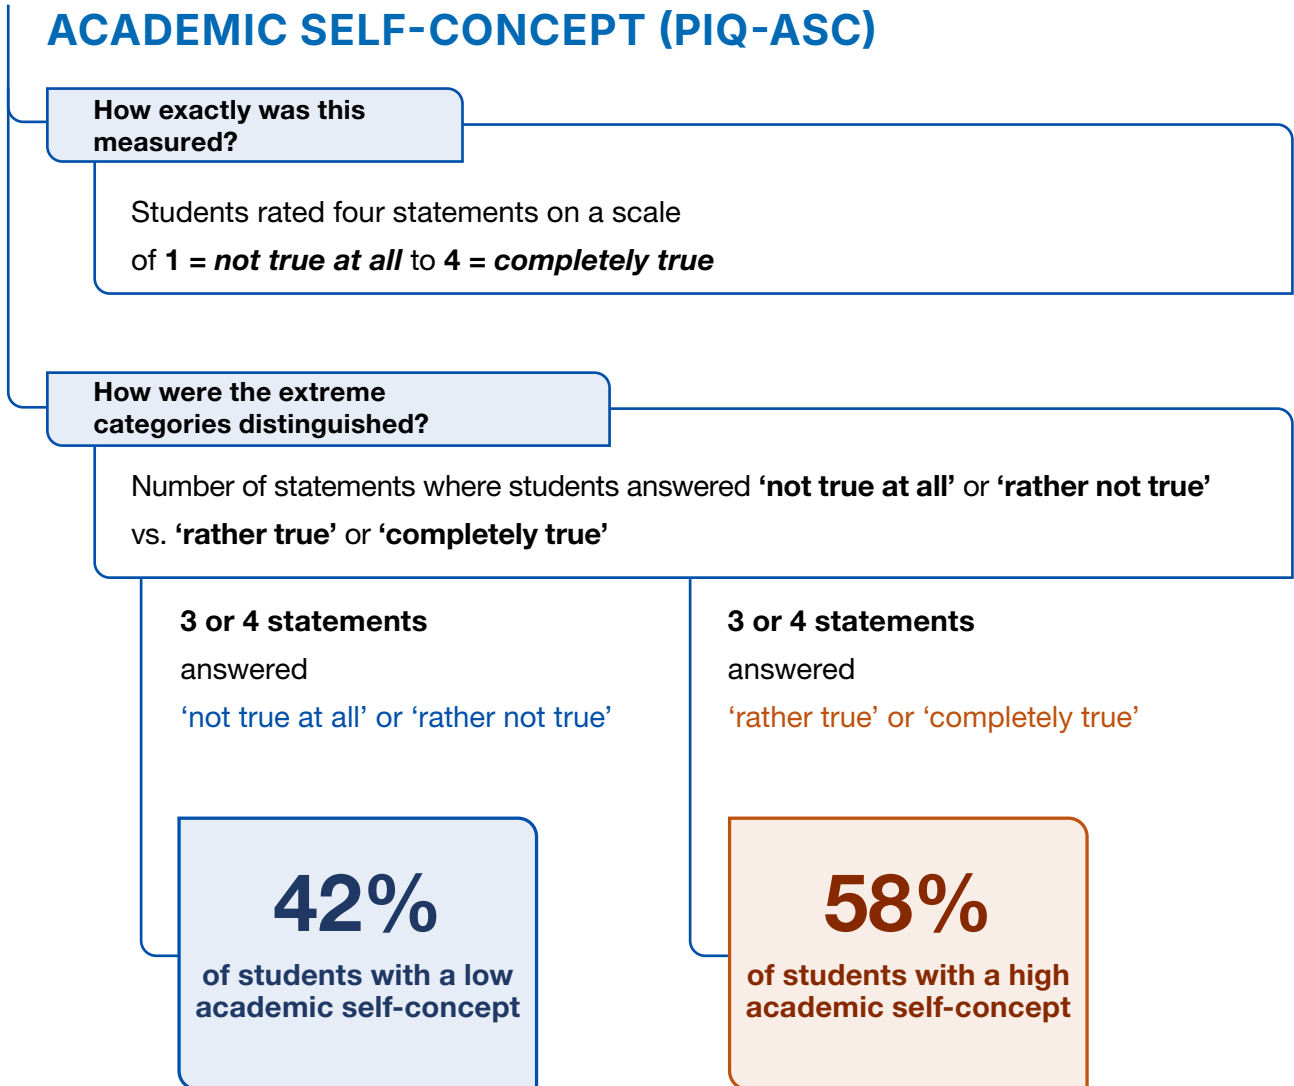 ACADEMIC SELF-CONCEPT (PIQ-ASC)
How exactly was this
measured?
Students rated four statements on a scale
of 1 = not true at all to 4 = completely true
How were the extreme
categories distinguished?
Number of statements where students answered ‘not true at all’ or ‘rather not true’
vs. ‘rather true’ or ‘completely true’
3 or 4 statements
answered
‘not true at all’ or ‘rather not true’
42%
of students with a low
academic self-concept
3 or 4 statements
answered
‘rather true’ or ‘completely true’
58%
of students with a high
academic self-concept